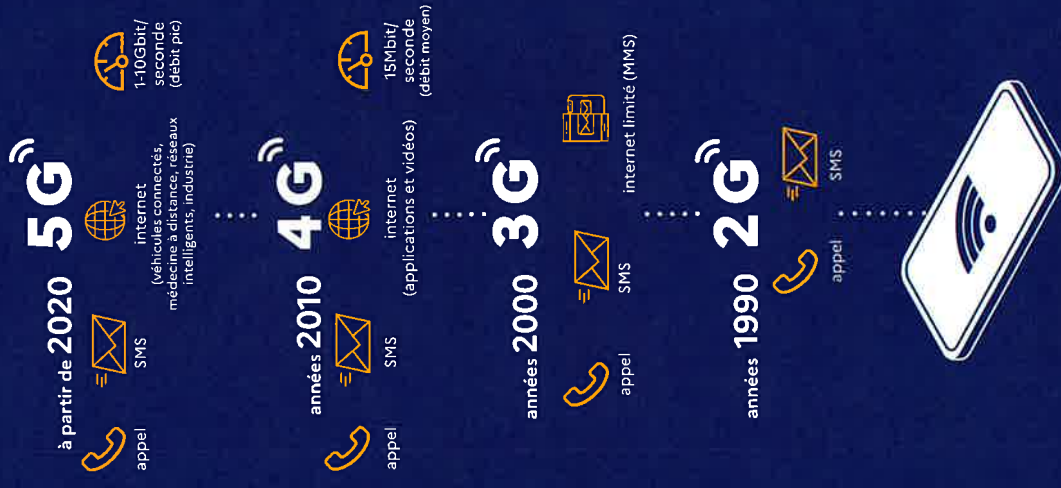 à partir de 2020 5G
appel
SMS
internet
(véhicules connectés,
médecine à distance, réseaux
intelligents, industrie)
1-10Gbit/
seconde
(débit pic)
années 2010 4G
appel
SMS
internet
(applications et vidéos)
15Mbit/
seconde
(débit moyen)
années 2000 3G
appel
SMS
internet limité (MMS)
années 1990 2G
appel
SMS